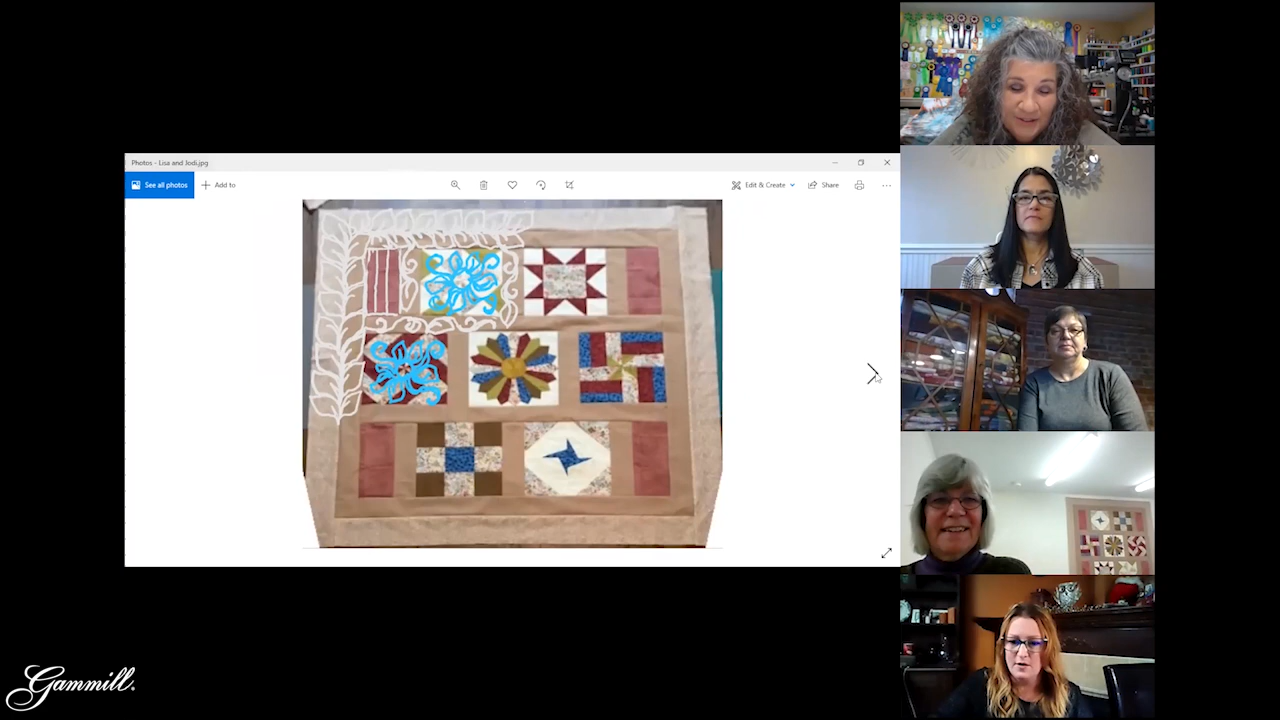 Photos - Lisa and Jodi.jpg
See all photos
Add to
Edit & Create
Share
Gammill.